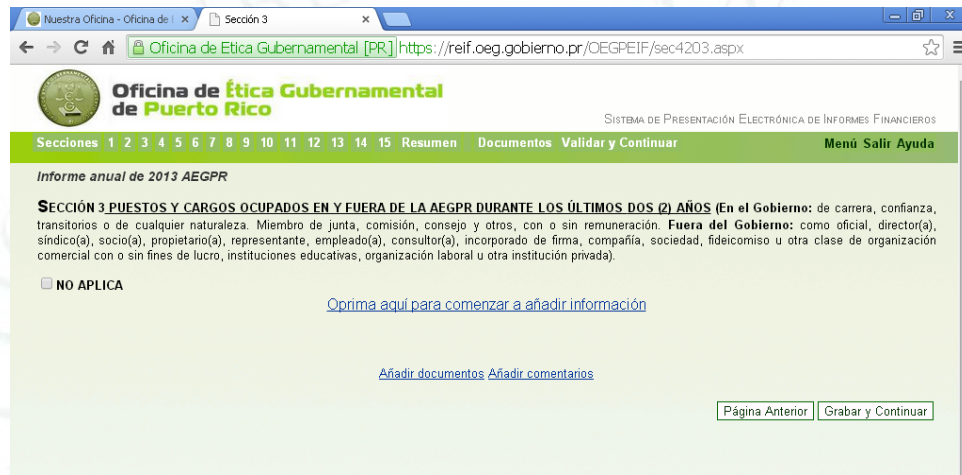 Nuestra Oficina - Oficina de
Sección 3
Oficina de Etica Gubernamental [PR] https://reif.oeg.gobierno.pr/OEGPEIF/sec4203.aspx
Oficina de Ética Gubernamental
de Puerto Rico
SISTEMA DE PRESENTACIÓN ELECTRÓNICA DE INFORMES FINANCIEROS
Secciones 1 2 3 4 5 6 7 8 9 10 11 12 13 14 15 Resumen Documentos Validar y Continuar Menú Salir Ayuda
Informe anual de 2013 AEGPR
SECCIÓN 3 PUESTOS Y CARGOS OCUPADOS EN Y FUERA DE LA AEGPR DURANTE LOS ÚLTIMOS DOS (2) AÑOS (En el Gobierno: de carrera, confianza,
transitorios o de cualquier naturaleza. Miembro de junta, comisión, consejo y otros, con o sin remuneración. Fuera del Gobierno: como oficial, director(a),
síndico(a), socio(a), propietario(a), representante, empleado(a), consultor(a), incorporado de firma, compañía, sociedad, fideicomiso u otra clase de organización
comercial con o sin fines de lucro, instituciones educativas, organización laboral u otra institución privada).
NO APLICA
Oprima aquí para comenzar a añadir información
Añadir documentos Añadir comentarios
Página Anterior Grabar y Continuar